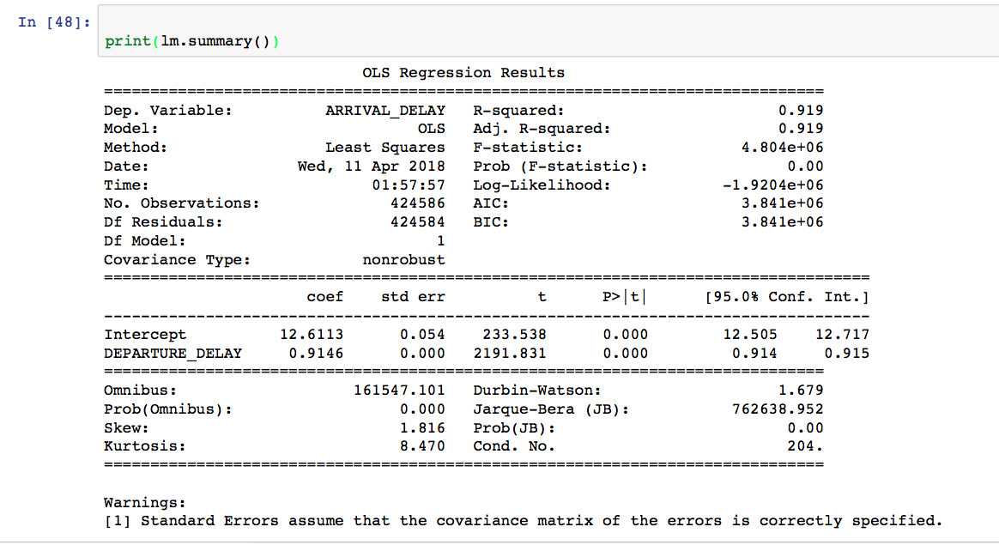 In [48]:
print(lm.summary())
OLS Regression Results
==============================================================================
Dep. Variable: ARRIVAL_DELAY R-squared: 0.919
Model: OLS Adj. R-squared: 0.919
Method: Least Squares F-statistic: 4.804e+06
Date: Wed, 11 Apr 2018 Prob (F-statistic): 0.00
Time: 01:57:57 Log-Likelihood: -1.9204e+06
No. Observations: 424586 AIC: 3.841e+06
Df Residuals: 424584 BIC: 3.841e+06
Df Model: 1
Covariance Type: nonrobust
===================================================================================
coef std err t P>|t| [95.0% Conf. Int.]
-----------------------------------------------------------------------------------
Intercept 12.6113 0.054 233.538 0.000 12.505 12.717
DEPARTURE_DELAY 0.9146 0.000 2191.831 0.000 0.914 0.915
==============================================================================
Omnibus: 161547.101 Durbin-Watson: 1.679
Prob(Omnibus): 0.000 Jarque-Bera (JB): 762638.952
Skew: 1.816 Prob(JB): 0.00
Kurtosis: 8.470 Cond. No. 204.
==============================================================================
Warnings:
[1] Standard Errors assume that the covariance matrix of the errors is correctly specified.